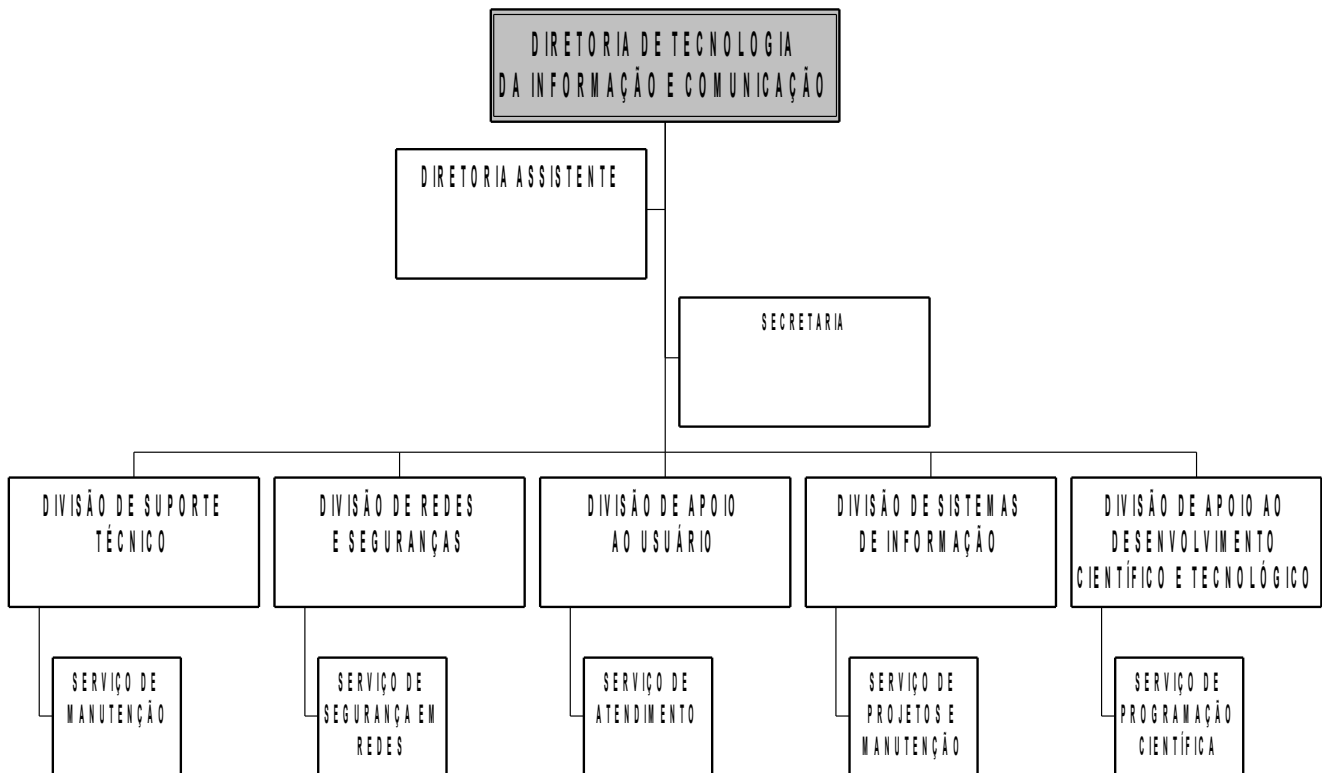 DIRETORIA DE TECNOLOGIA
DA INFORMAÇÃO E COMUNICAÇÃO
DIRETORIA ASSISTENTE
SECRETARIA
DIVISÃO DE SUPORTE
TÉCNICO
DIVISÃO DE REDES
E SEGURANÇAS
DIVISÃO DE APOIO
AO USUÁRIO
DIVISÃO DE SISTEMAS
DE INFORMAÇÃO
DIVISÃO DE APOIO AO
DESENVOLVIMENTO
CIENTÍFICO E TECNOLÓGICO
SERVIÇO DE
MANUTENÇÃO
SERVIÇO DE
SEGURANÇA EM
REDES
SERVIÇO DE
ATENDIMENTO
SERVIÇO DE
PROJETOS E
MANUTENÇÃO
SERVIÇO DE
PROGRAMAÇÃO
CIENTÍFICA